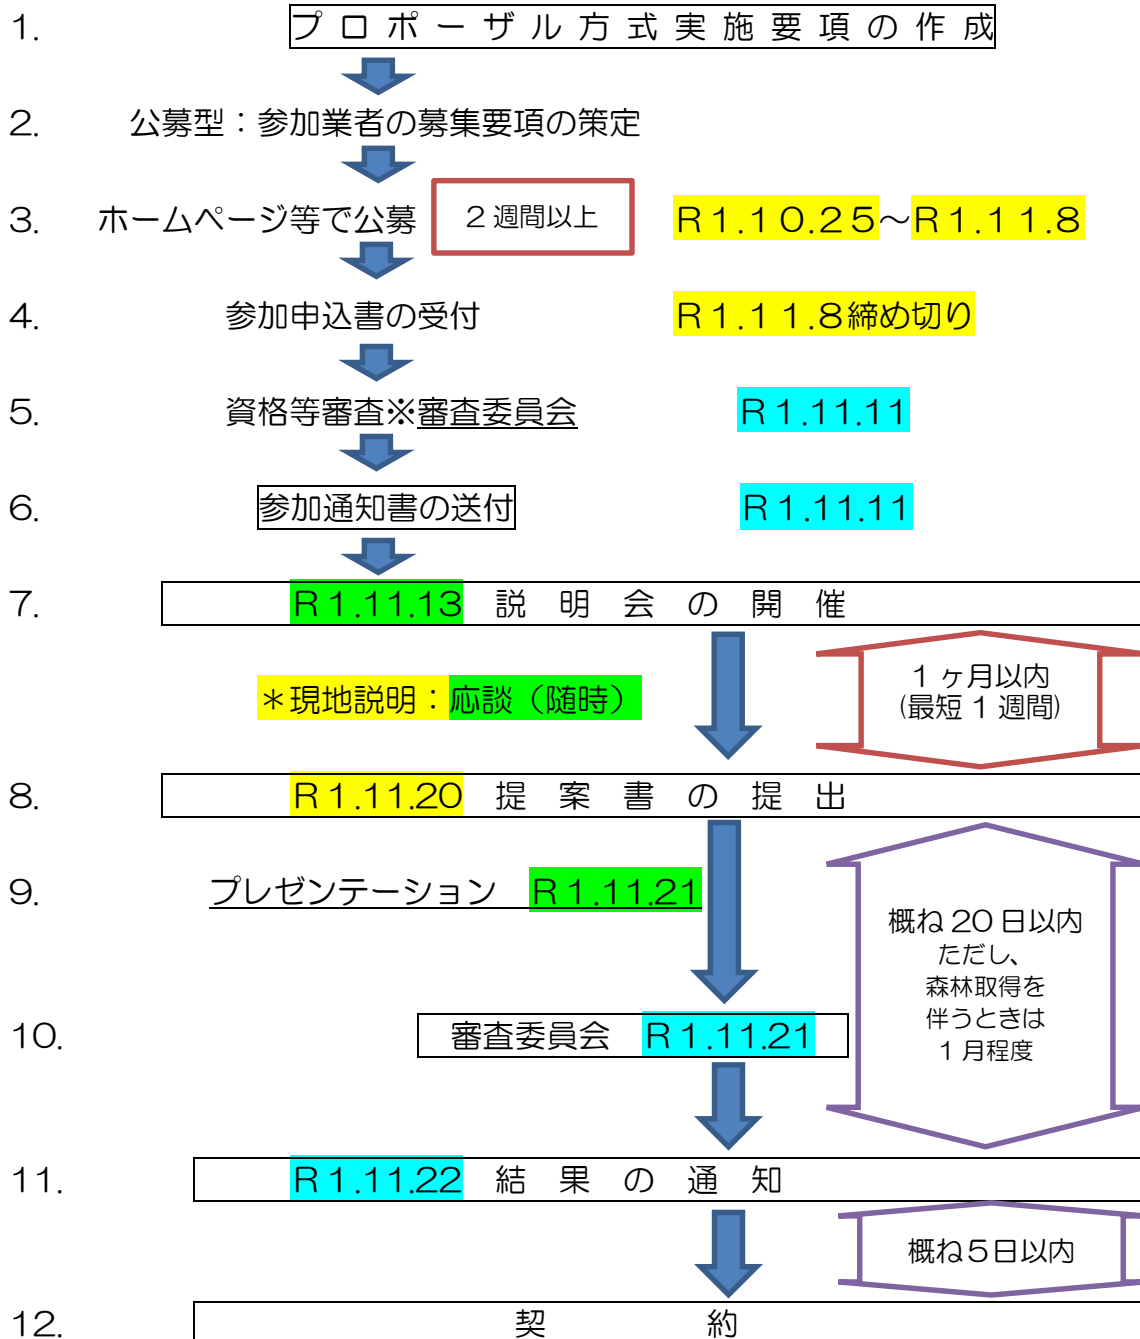 1. プロポーザル方式実施要項の作成
2. 公募型：参加業者の募集要項の策定
3. ホームページ等で公募 2週間以上 R1.10.25～R1.11.8
4. 参加申込書の受付 R1.11.8締め切り
5. 資格等審査※審査委員会 R1.11.11
6. 参加通知書の送付 R1.11.11
7. R1.11.13 説明会の開催
1ヶ月以内
(最短1週間)
＊現地説明：応談（随時）
8. R1.11.20 提案書の提出
9. プレゼンテーション R1.11.21
概ね20日以内
ただし、
森林取得を
伴うときは
1月程度
10. 審査委員会 R1.11.21
11. R1.11.22 結果の通知
概ね5日以内
12. 契約